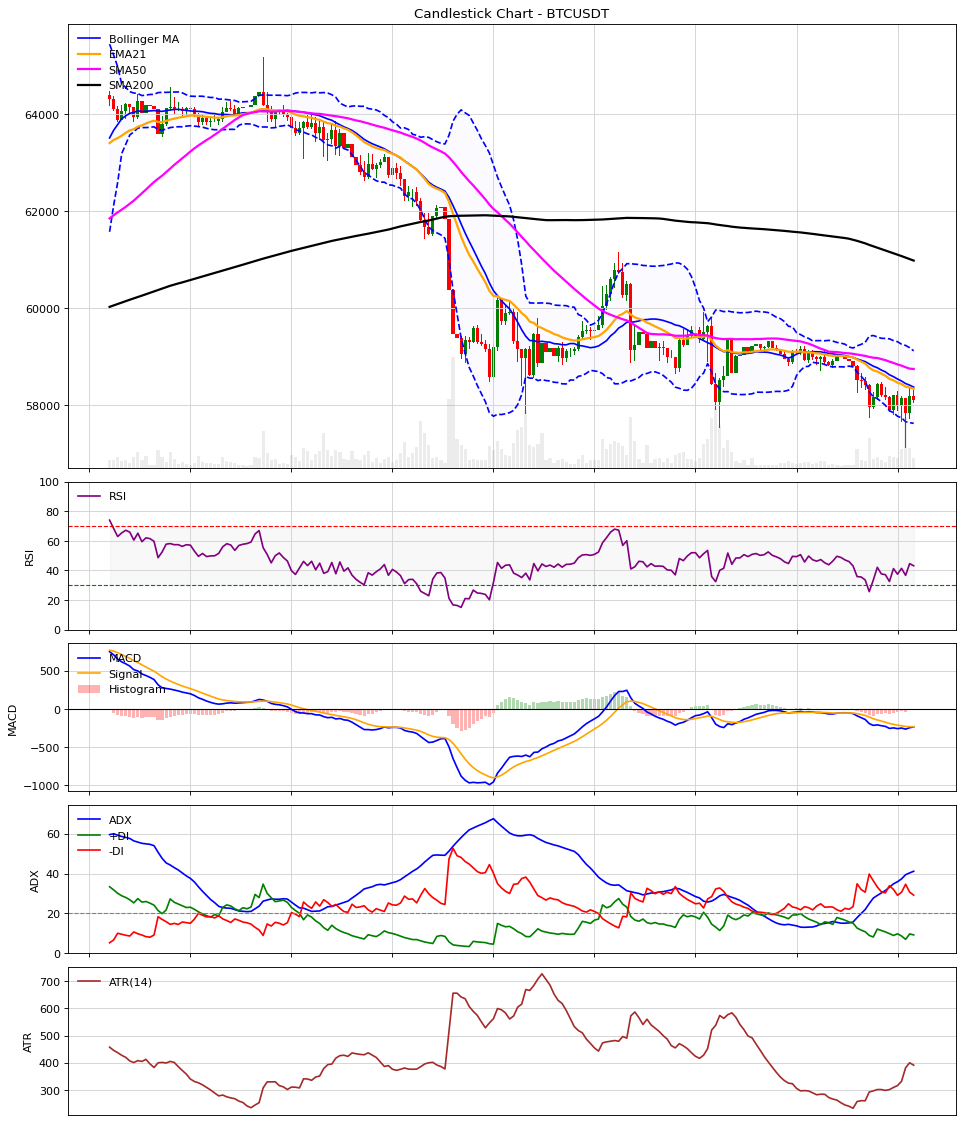 Candlestick Chart - BTCUSDT
Bollinger MA
EMA21
SMA50
SMA200
64000
62000
60000
58000
RSI
RSI
100
80
60
40
20
0
MACD
Signal
Histogram
MACD
500
0
−500
−1000
ADX
+DI
-DI
ADX
60
40
20
0
ATR(14)
ATR
700
600
500
400
300